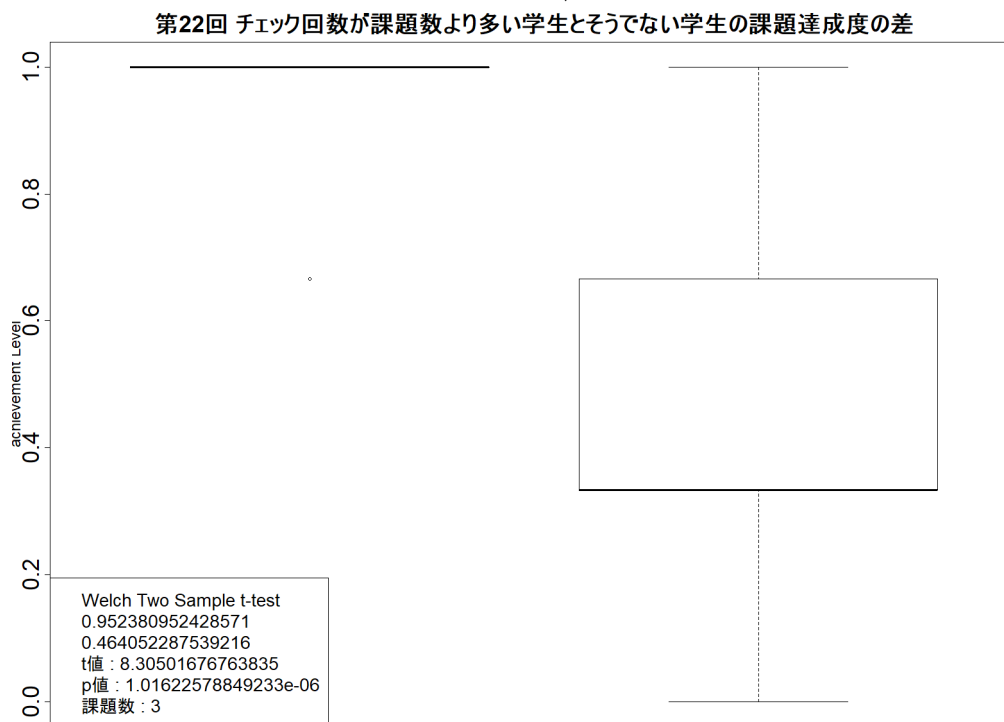 第22回 チェック回数が課題数より多い学生とそうでない学生の課題達成度の差
achievement Level
1.0
0.8
0.6
0.4
0.2
0.0
Welch Two Sample t-test
0.952380952428571
0.464052287539216
t値 : 8.30501676763835
p値 : 1.01622578849233e-06
課題数 : 3